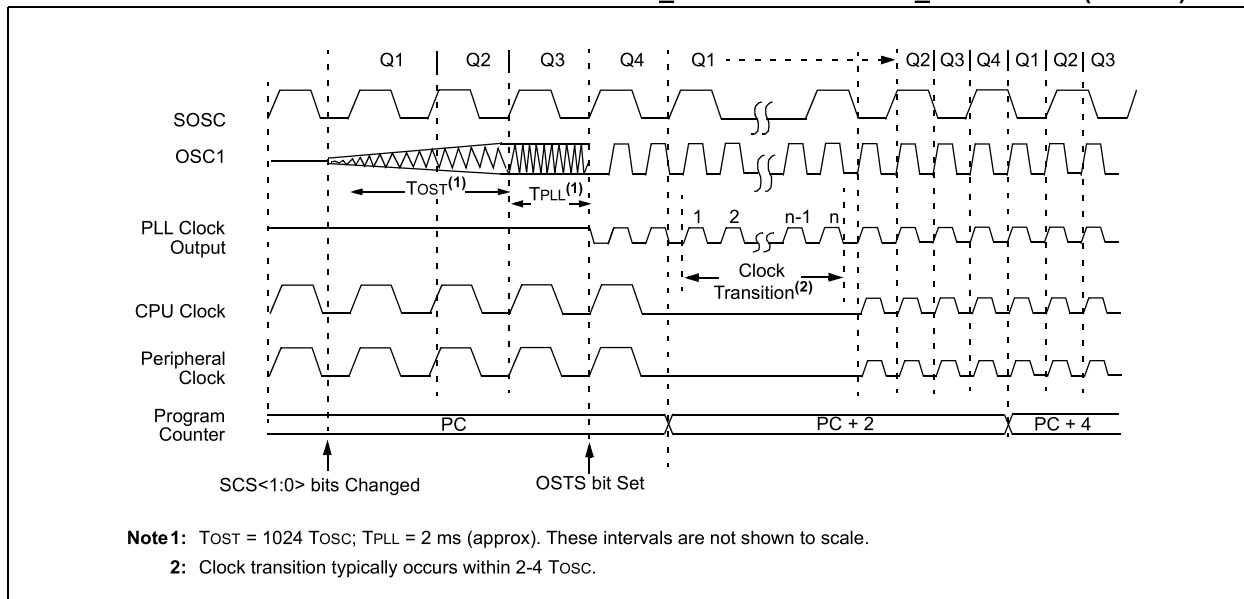 Q1 Q2 Q3 Q4 Q1 Q2 Q3 Q4 Q1 Q2 Q3
SOSC
OSC1
TOST(1) TPLL(1)
PLL Clock
Output
1 2 n-1 n
Clock
Transition(2)
CPU Clock
Peripheral
Clock
Program
Counter
PC PC + 2 PC + 4
SCS<1:0> bits Changed OSTS bit Set
Note 1: TOST = 1024 TOSC; TPLL = 2 ms (approx). These intervals are not shown to scale.
2: Clock transition typically occurs within 2-4 TOSC.